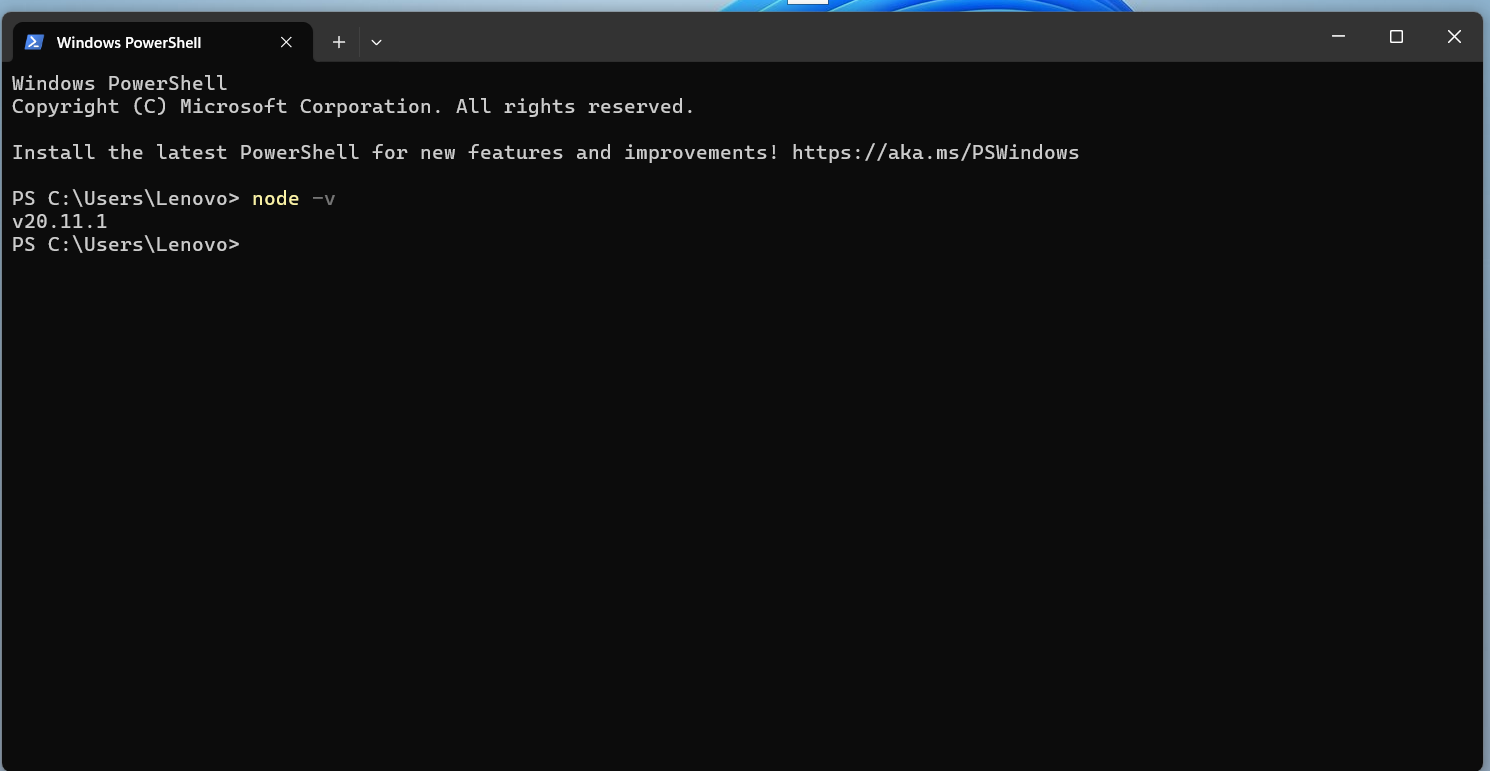 Windows PowerShell
Windows PowerShell
Copyright (C) Microsoft Corporation. All rights reserved.
Install the latest PowerShell for new features and improvements! https://aka.ms/PSWindows
PS C:\Users\Lenovo> node -v
v20.11.1
PS C:\Users\Lenovo>